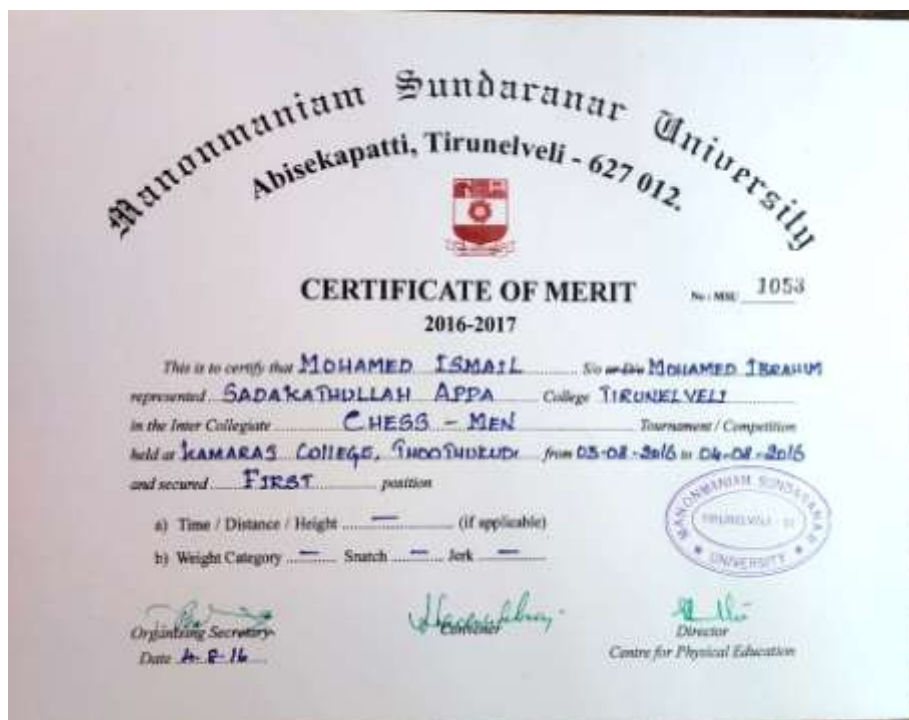 Manonmaniam Sundaranar University
Abisekapatti, Tirunelveli - 627 012.
CERTIFICATE OF MERIT
No : MSU 1053
2016-2017
This is to certify that MOHAMED ISMAIL S/o or D/o MOHAMED IBRAHIM
represented SADAKATHULLAH APPA College TIRUNELVELI
in the Inter Collegiate CHESS - MEN Tournament / Competition
held at KAMARAJ COLLEGE, THOOTHUKUDI from 03-08-2016 to 04-08-2016
and secured FIRST position
a) Time / Distance / Height — (if applicable)
b) Weight Category — Snatch — Jerk —
MANONMANIAM SUNDARANAR
TIRUNELVELI
UNIVERSITY
Organising Secretary
Convener
Director
Date 4-8-16
Centre for Physical Education